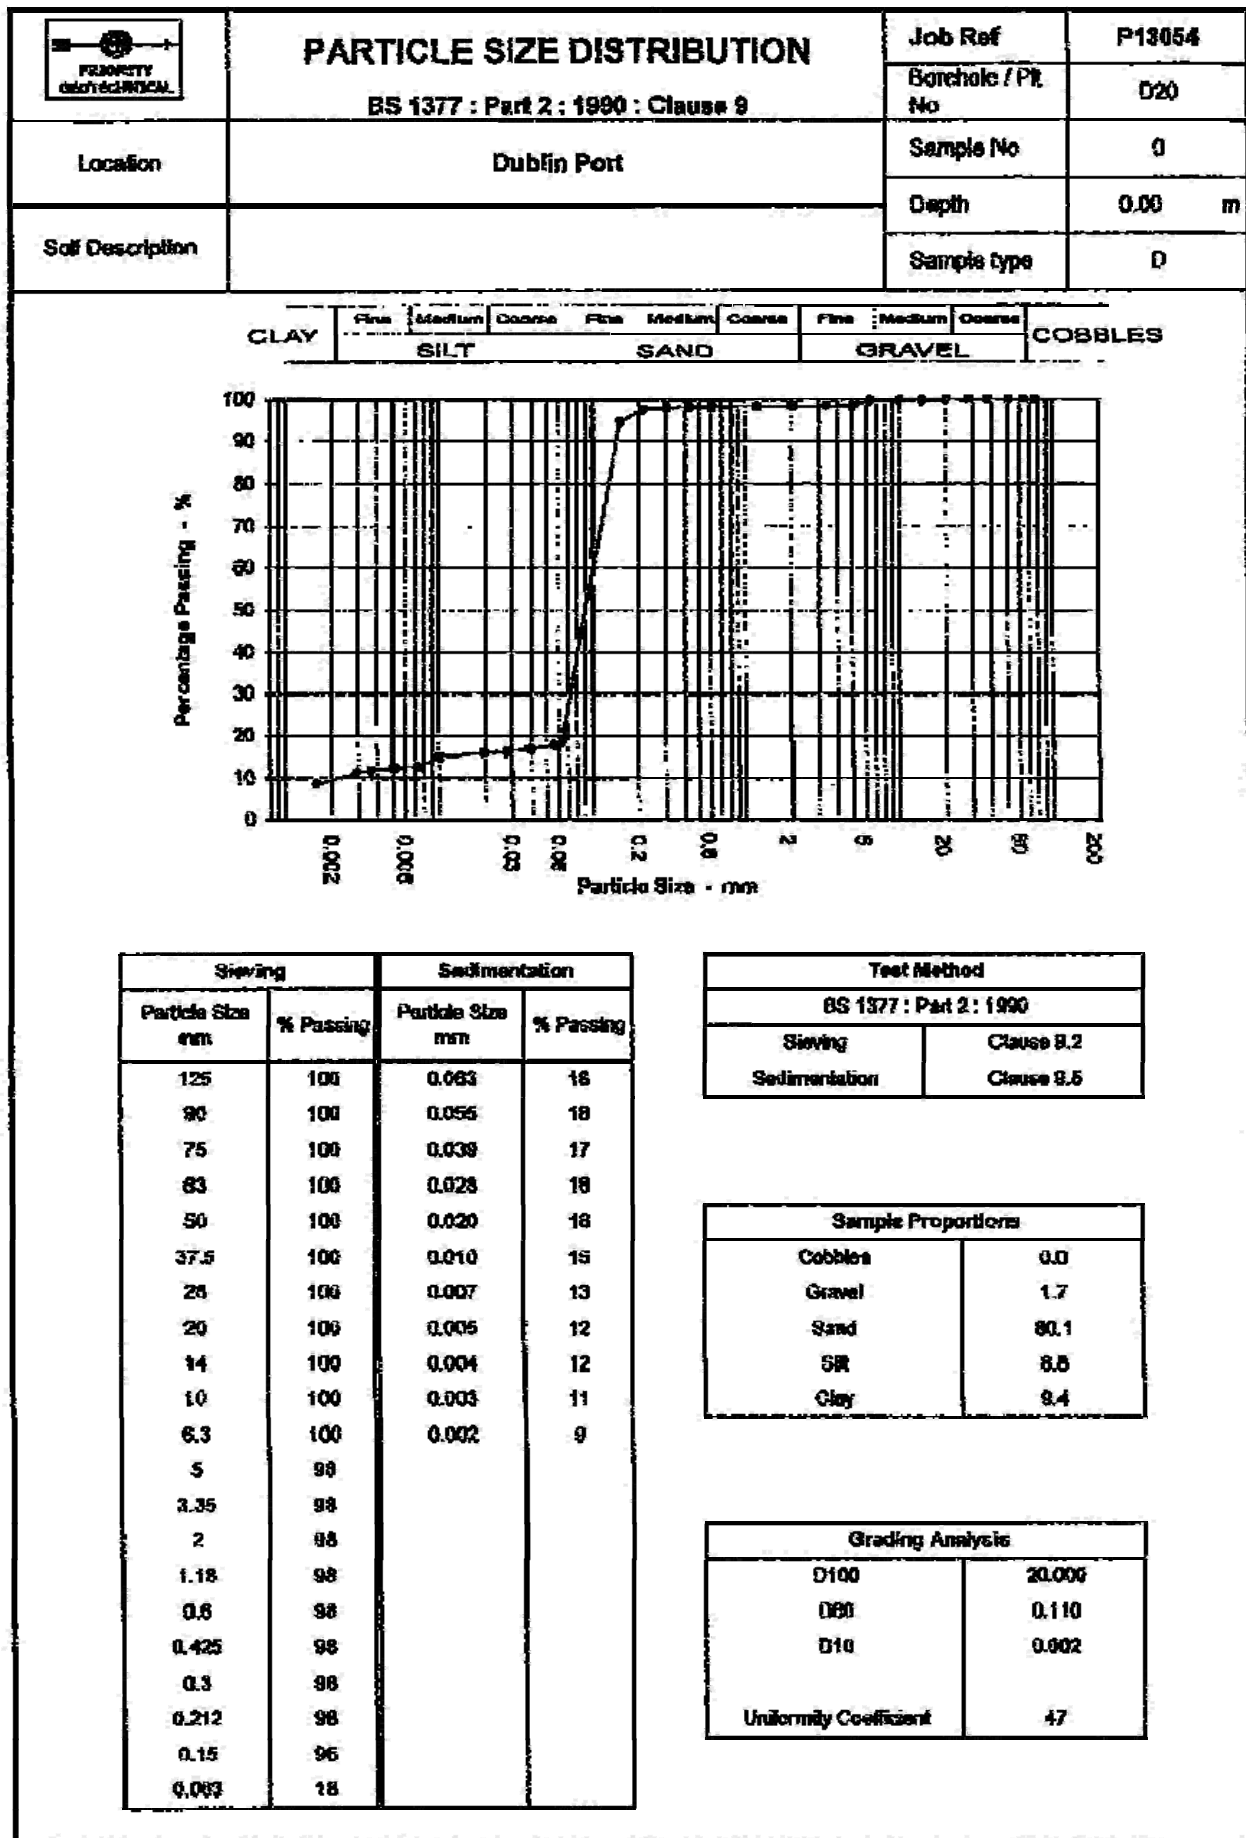 PRIORITY
GEOTECHNICAL
PARTICLE SIZE DISTRIBUTION
BS 1377 : Part 2 : 1990 : Clause 9
Job Ref P13054
Borehole / Pit No D20
Location Dublin Port
Sample No 0
Depth 0.00 m
Soil Description
Sample type D
CLAY Fine Medium Coarse Fine Medium Coarse Fine Medium Coarse COBBLES
SILT SAND GRAVEL
Percentage Passing - %
100
90
80
70
60
50
40
30
20
10
0
0.002 0.006 0.03 0.06 0.2 0.6 2 6 20 60 200
Particle Size - mm
Sieving Sedimentation
Particle Size mm % Passing Particle Size mm % Passing
125 100 0.063 18
90 100 0.055 18
75 100 0.039 17
63 100 0.028 16
50 100 0.020 16
37.5 100 0.010 15
28 100 0.007 13
20 100 0.005 12
14 100 0.004 12
10 100 0.003 11
6.3 100 0.002 9
5 98
3.35 98
2 98
1.18 98
0.6 98
0.425 98
0.3 98
0.212 98
0.15 95
0.063 18
Test Method
BS 1377 : Part 2 : 1990
Sieving Clause 9.2
Sedimentation Clause 9.5
Sample Proportions
Cobbles 0.0
Gravel 1.7
Sand 80.1
Silt 8.8
Clay 9.4
Grading Analysis
D100 20.000
D60 0.110
D10 0.002
Uniformity Coefficient 47